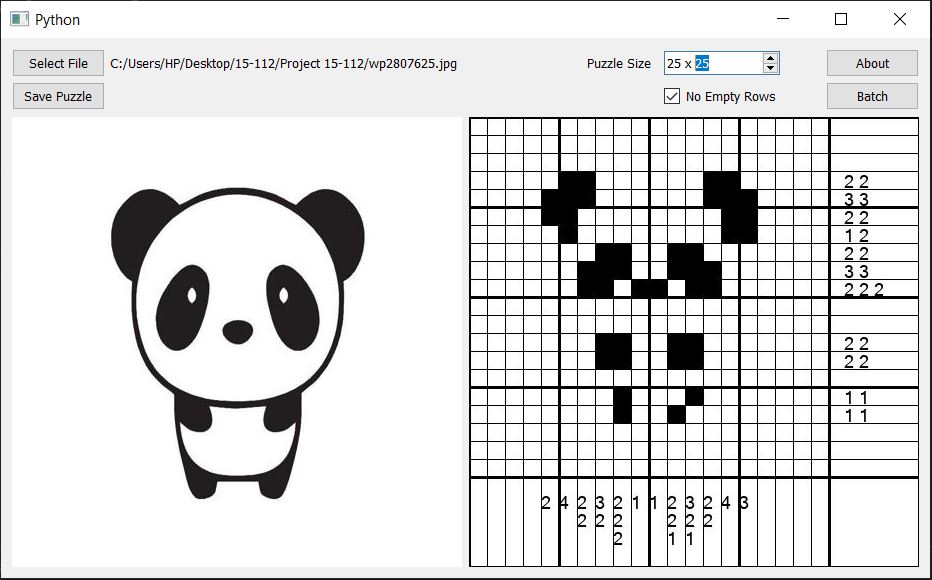 Python
Select File C:/Users/HP/Desktop/15-112/Project 15-112/wp2807625.jpg Puzzle Size 25 x 25 About
Save Puzzle No Empty Rows Batch
2 2
3 3
2 2
1 2
2 2
3 3
2 2 2
2 2
2 2
1 1
1 1
2 4 2 3 2 1 1 2 3 2 4 3
2 2 2 2 2 2
2 1 1